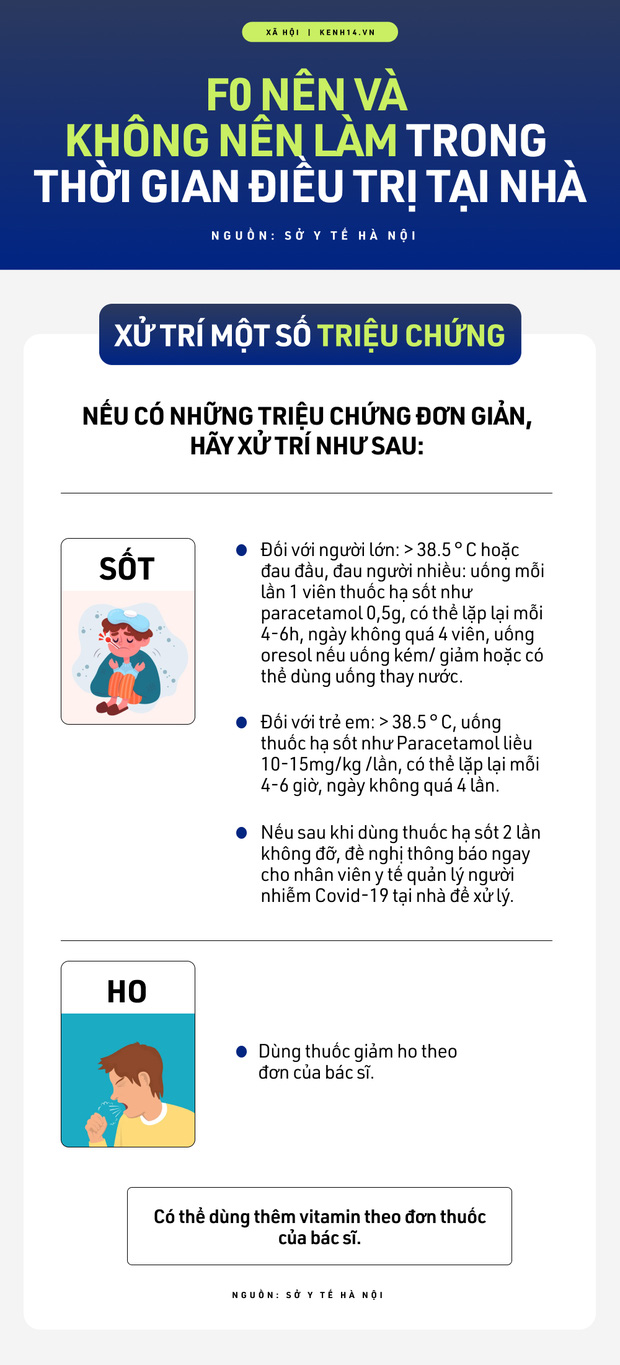 XÃ HỘI | KENH14.VN
F0 NÊN VÀ
KHÔNG NÊN LÀM TRONG
THỜI GIAN ĐIỀU TRỊ TẠI NHÀ
NGUỒN: SỞ Y TẾ HÀ NỘI
XỬ TRÍ MỘT SỐ TRIỆU CHỨNG
NẾU CÓ NHỮNG TRIỆU CHỨNG ĐƠN GIẢN,
HÃY XỬ TRÍ NHƯ SAU:
SỐT
Đối với người lớn: > 38.5 ° C hoặc
đau đầu, đau người nhiều: uống mỗi
lần 1 viên thuốc hạ sốt như
paracetamol 0,5g, có thể lặp lại mỗi
4-6h, ngày không quá 4 viên, uống
oresol nếu uống kém/ giảm hoặc có
thể dùng uống thay nước.
Đối với trẻ em: > 38.5 ° C, uống
thuốc hạ sốt như Paracetamol liều
10-15mg/kg /lần, có thể lặp lại mỗi
4-6 giờ, ngày không quá 4 lần.
Nếu sau khi dùng thuốc hạ sốt 2 lần
không đỡ, đề nghị thông báo ngay
cho nhân viên y tế quản lý người
nhiễm Covid-19 tại nhà để xử lý.
HO
Dùng thuốc giảm ho theo
đơn của bác sĩ.
Có thể dùng thêm vitamin theo đơn thuốc
của bác sĩ.
NGUỒN: SỞ Y TẾ HÀ NỘI